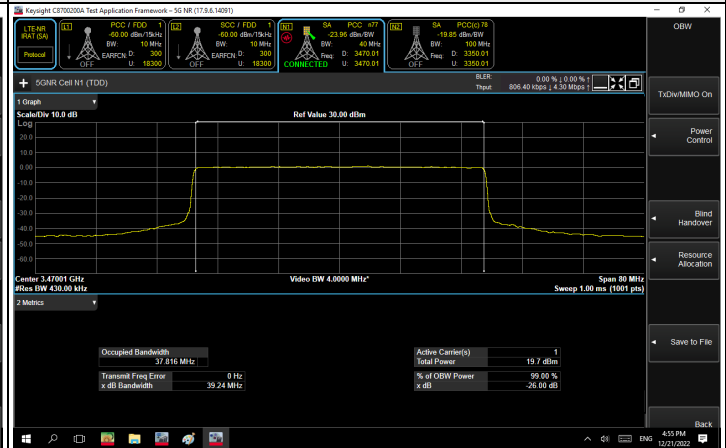 Keysight C8700200A Test Application Framework – 5G NR (17.9.6.14091)
LTE-NR IRAT (SA)
Protocol
L1 PCC / FDD 1
-60.00 dBm/15kHz
BW: 10 MHz
EARFCN: D: 300
OFF U: 18300
L2 SCC / FDD 1
-60.00 dBm/15kHz
BW: 10 MHz
EARFCN: D: 300
OFF U: 18300
N1 SA PCC n77
-23.96 dBm/BW
BW: 40 MHz
Freq: D: 3470.01
CONNECTED U: 3470.01
N2 SA PCC(c) 78
-19.85 dBm/BW
BW: 100 MHz
Freq: D: 3350.01
OFF U: 3350.01
OBW
5GNR Cell N1 (TDD)
BLER: 0.00 % ↓ 0.00 % ↑
Thput 806.40 kbps ↓ 4.30 Mbps ↑
TxDiv/MIMO On
Power Control
Blind Handover
Resource Allocation
Save to File
Back
1 Graph
Scale/Div 10.0 dB Ref Value 30.00 dBm
Log
20.0
10.0
0.00
-10.0
-20.0
-30.0
-40.0
-50.0
-60.0
Center 3.47001 GHz Video BW 4.0000 MHz* Span 80 MHz
#Res BW 430.00 kHz Sweep 1.00 ms (1001 pts)
2 Metrics
Occupied Bandwidth
37.816 MHz
Transmit Freq Error 0 Hz
x dB Bandwidth 39.24 MHz
Active Carrier(s) 1
Total Power 19.7 dBm
% of OBW Power 99.00 %
x dB -26.00 dB
ENG
4:55 PM
12/21/2022